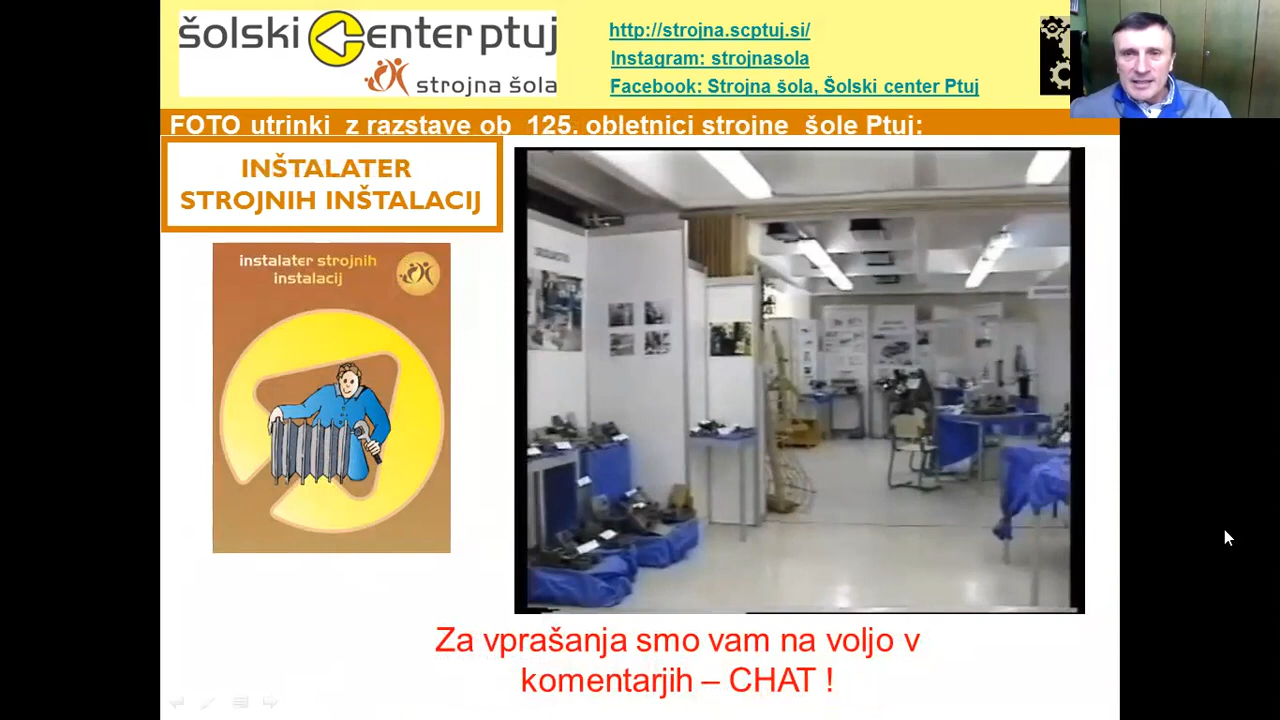 šolski center ptuj
strojna šola
http://strojna.scptuj.si/
Instagram: strojnasola
Facebook: Strojna šola, Šolski center Ptuj
FOTO utrinki z razstave ob 125. obletnici strojne šole Ptuj:
INŠTALATER
STROJNIH INŠTALACIJ
instalater strojnih
instalacij
Za vprašanja smo vam na voljo v
komentarjih – CHAT !